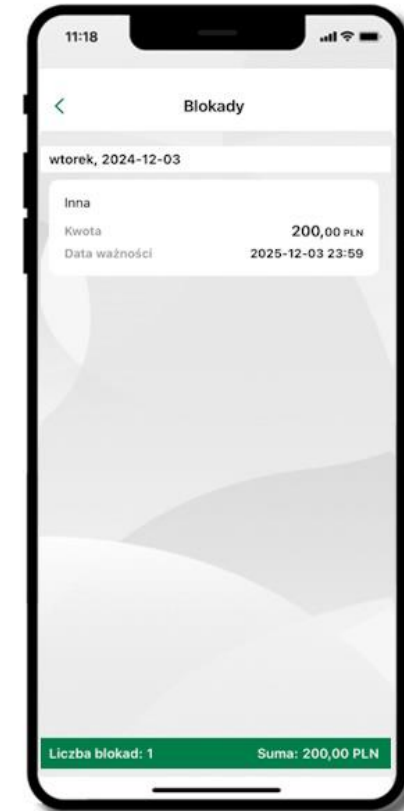 11:18
Blokady
wtorek, 2024-12-03
Inna
Kwota 200,00 PLN
Data ważności 2025-12-03 23:59
Liczba blokad: 1 Suma: 200,00 PLN